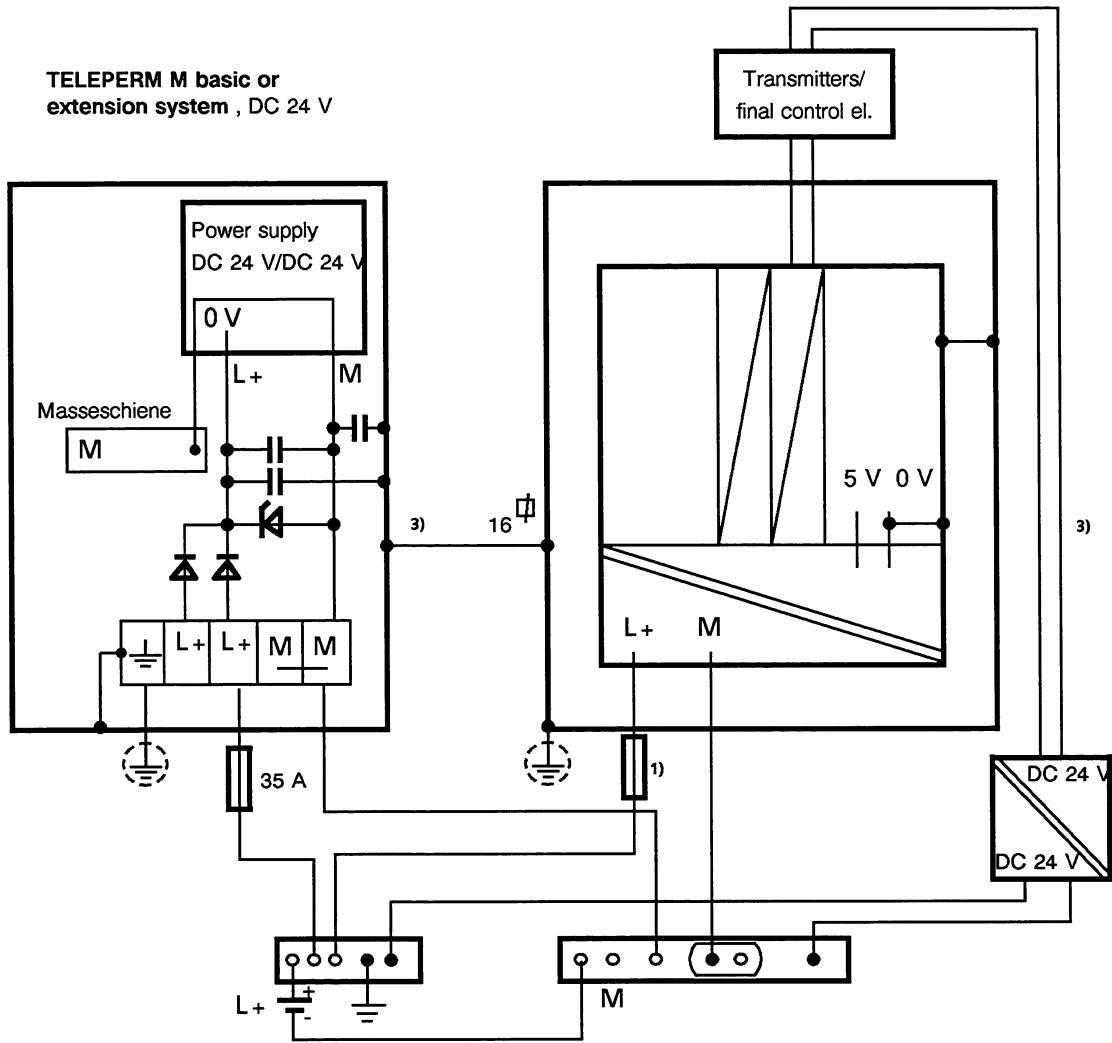 TELEPERM M basic or
extension system , DC 24 V
Transmitters/
final control el.
Power supply
DC 24 V/DC 24 V
0 V
L+
M
Masseschiene
M
5 V 0 V
3)
16
3)
L+
L+
M
M
L+
M
35 A
1)
DC 24 V
DC 24 V
+
L+
-
M